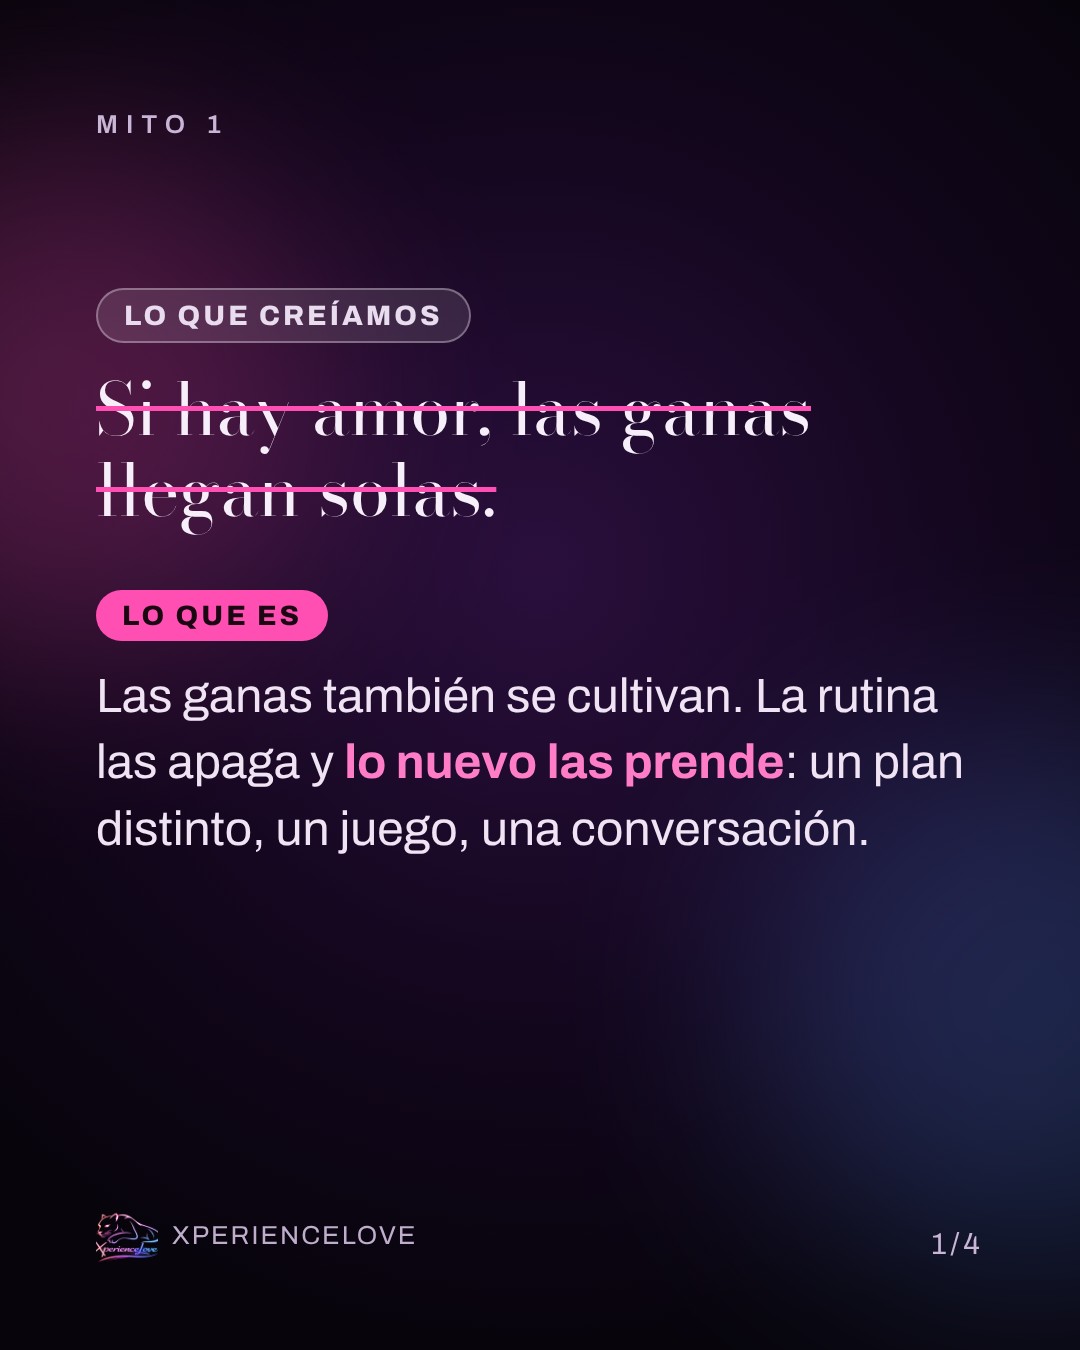 MITO 1
LO QUE CREÍAMOS
Si hay amor, las ganas
llegan solas.
LO QUE ES
Las ganas también se cultivan. La rutina
las apaga y lo nuevo las prende: un plan
distinto, un juego, una conversación.
XperienceLove
XPERIENCELOVE
1/4